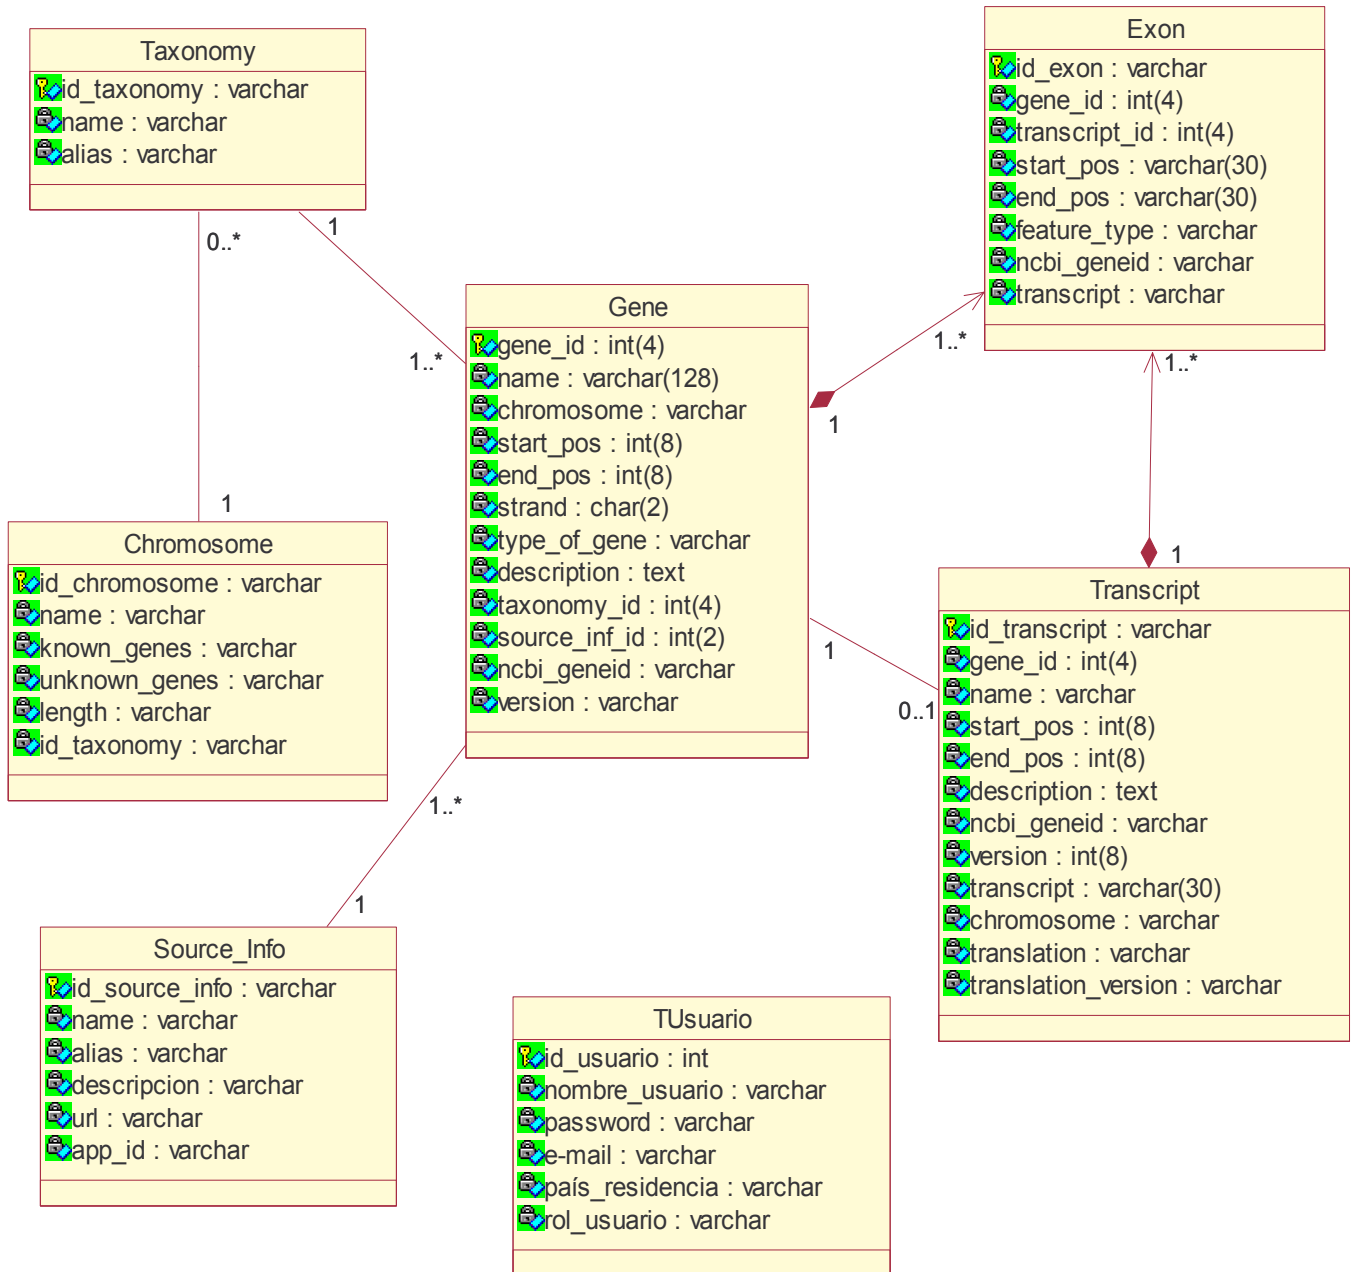 Taxonomy
id_taxonomy : varchar
name : varchar
alias : varchar
0..*
1
1..*
1
Chromosome
id_chromosome : varchar
name : varchar
known_genes : varchar
unknown_genes : varchar
length : varchar
id_taxonomy : varchar
Gene
gene_id : int(4)
name : varchar(128)
chromosome : varchar
start_pos : int(8)
end_pos : int(8)
strand : char(2)
type_of_gene : varchar
description : text
taxonomy_id : int(4)
source_inf_id : int(2)
ncbi_geneid : varchar
version : varchar
1
1..*
Exon
id_exon : varchar
gene_id : int(4)
transcript_id : int(4)
start_pos : varchar(30)
end_pos : varchar(30)
feature_type : varchar
ncbi_geneid : varchar
transcript : varchar
1..*
1
Transcript
id_transcript : varchar
gene_id : int(4)
name : varchar
start_pos : int(8)
end_pos : int(8)
description : text
ncbi_geneid : varchar
version : int(8)
transcript : varchar(30)
chromosome : varchar
translation : varchar
translation_version : varchar
1
0..1
1..*
1
Source_Info
id_source_info : varchar
name : varchar
alias : varchar
descripcion : varchar
url : varchar
app_id : varchar
TUsuario
id_usuario : int
nombre_usuario : varchar
password : varchar
e-mail : varchar
país_residencia : varchar
rol_usuario : varchar